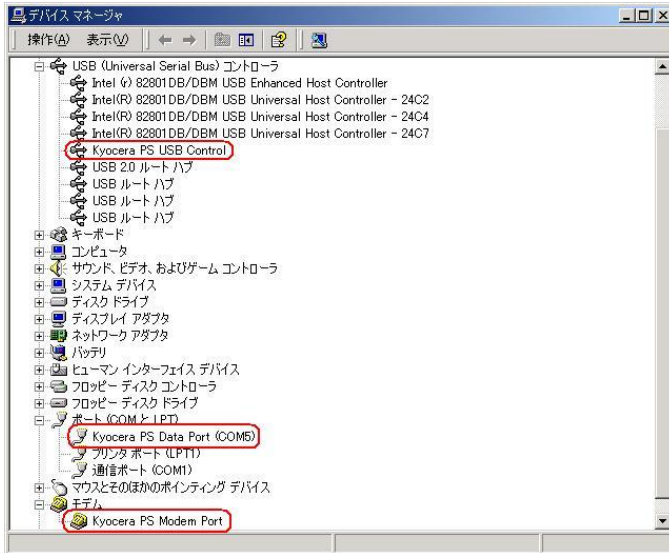 デバイス マネージャ
操作(A) 表示(V)
USB (Universal Serial Bus) コントローラ
Intel (r) 82801DB/DBM USB Enhanced Host Controller
Intel(R) 82801DB/DBM USB Universal Host Controller - 24C2
Intel(R) 82801DB/DBM USB Universal Host Controller - 24C4
Intel(R) 82801DB/DBM USB Universal Host Controller - 24C7
Kyocera PS USB Control
USB 2.0 ルート ハブ
USB ルート ハブ
USB ルート ハブ
USB ルート ハブ
キーボード
コンピュータ
サウンド、ビデオ、およびゲーム コントローラ
システム デバイス
ディスク ドライブ
ディスプレイ アダプタ
ネットワーク アダプタ
バッテリ
ヒューマン インターフェイス デバイス
フロッピー ディスク コントローラ
フロッピー ディスク ドライブ
ポート (COM と LPT)
Kyocera PS Data Port (COM5)
プリンタ ポート (LPT1)
通信ポート (COM1)
マウスとそのほかのポインティング デバイス
モデム
Kyocera PS Modem Port